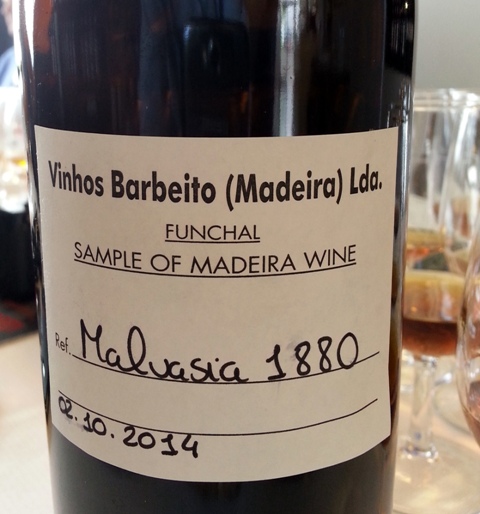 Vinhos Barbeito (Madeira) Lda.
FUNCHAL
SAMPLE OF MADEIRA WINE
Ref. Malvasia 1880
02.10.2014